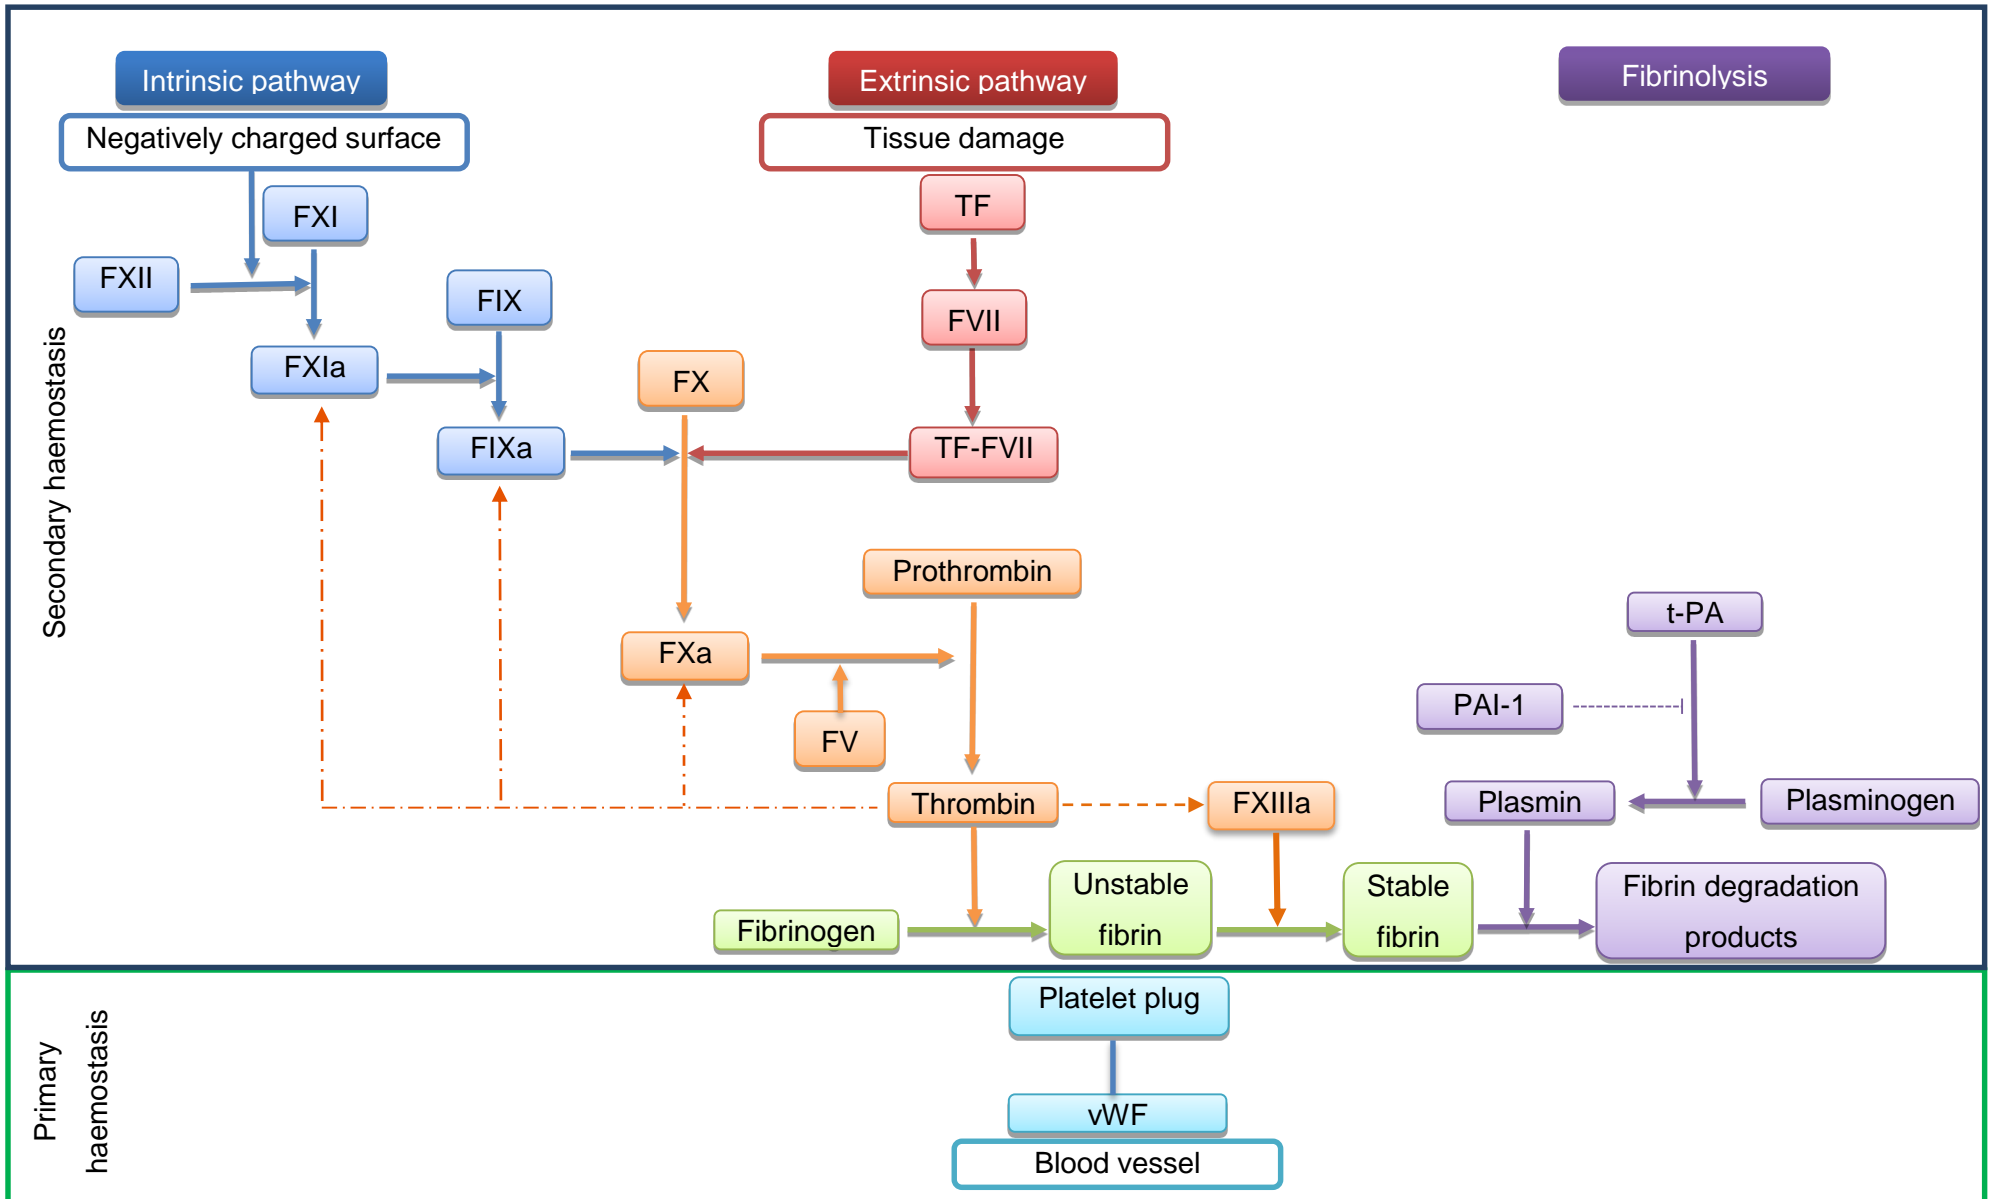 Intrinsic pathway
Extrinsic pathway
Fibrinolysis
Negatively charged surface
Tissue damage
FXI
TF
FXII
FIX
FVII
FXIa
FX
FIXa
TF-FVII
Secondary haemostasis
Prothrombin
t-PA
FXa
PAI-1
FV
Thrombin
FXIIIa
Plasmin
Plasminogen
Unstable
fibrin
Stable
fibrin
Fibrin degradation
products
Fibrinogen
Platelet plug
Primary
haemostasis
vWF
Blood vessel